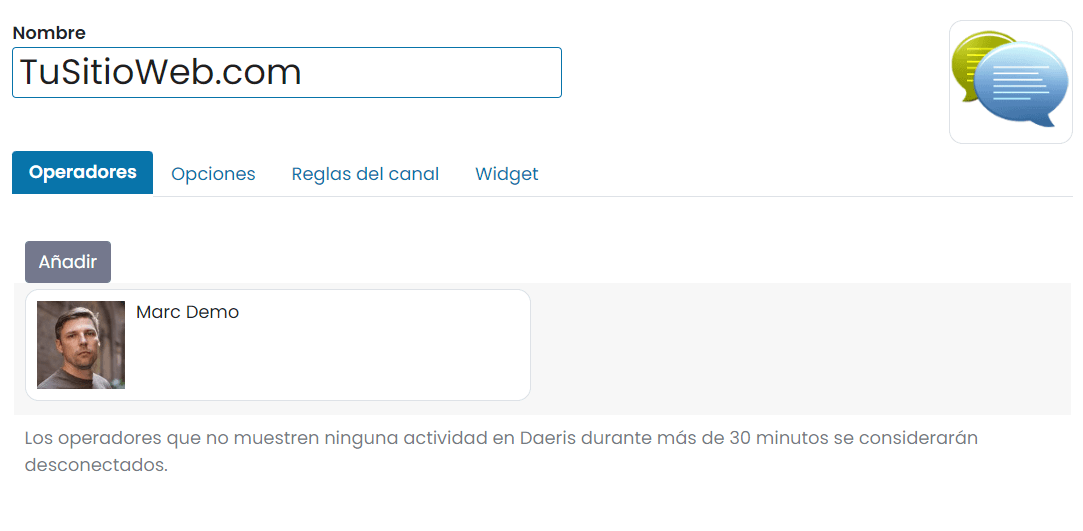 Nombre
TuSitioWeb.com
Operadores Opciones Reglas del canal Widget
Añadir
Marc Demo
Los operadores que no muestren ninguna actividad en Daeris durante más de 30 minutos se considerarán
desconectados.